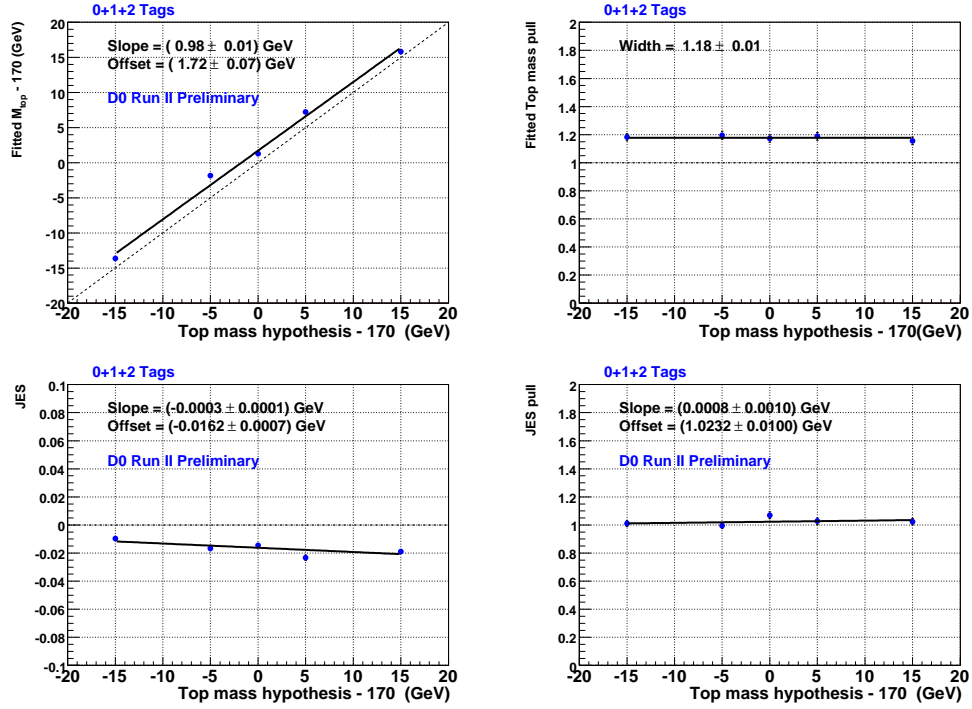 0+1+2 Tags
Fitted Mtop - 170 (GeV)
20
15
10
5
0
-5
-10
-15
-20
Slope = ( 0.98 ± 0.01) GeV
Offset = ( 1.72 ± 0.07) GeV
D0 Run II Preliminary
-20 -15 -10 -5 0 5 10 15 20
Top mass hypothesis - 170 (GeV)
0+1+2 Tags
Fitted Top mass pull
2
1.8
1.6
1.4
1.2
1
0.8
0.6
0.4
0.2
0
Width = 1.18 ± 0.01
-20 -15 -10 -5 0 5 10 15 20
Top mass hypothesis - 170(GeV)
0+1+2 Tags
JES
0.1
0.08
0.06
0.04
0.02
0
-0.02
-0.04
-0.06
-0.08
-0.1
Slope = (-0.0003 ± 0.0001) GeV
Offset = (-0.0162 ± 0.0007) GeV
D0 Run II Preliminary
-20 -15 -10 -5 0 5 10 15 20
Top mass hypothesis - 170 (GeV)
0+1+2 Tags
JES pull
2
1.8
1.6
1.4
1.2
1
0.8
0.6
0.4
0.2
0
Slope = (0.0008 ± 0.0010) GeV
Offset = (1.0232 ± 0.0100) GeV
D0 Run II Preliminary
-20 -15 -10 -5 0 5 10 15 20
Top mass hypothesis - 170 (GeV)